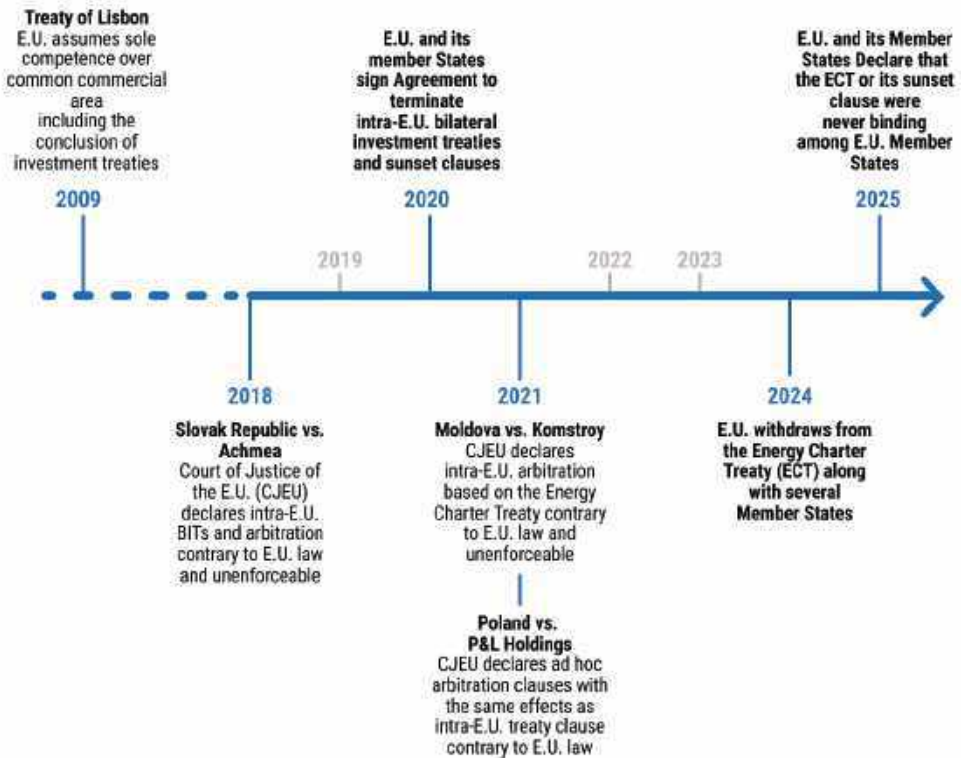 Treaty of Lisbon
E.U. assumes sole
competence over
common commercial
area
including the
conclusion of
investment treaties
2009
E.U. and its
member States
sign Agreement to
terminate
intra-E.U. bilateral
investment treaties
and sunset clauses
2020
E.U. and its Member
States Declare that
the ECT or its sunset
clause were
never binding
among E.U. Member
States
2025
2019
2022
2023
2018
Slovak Republic vs.
Achmea
Court of Justice of
the E.U. (CJEU)
declares intra-E.U.
BITs and arbitration
contrary to E.U. law
and unenforceable
2021
Moldova vs. Komstroy
CJEU declares
intra-E.U. arbitration
based on the Energy
Charter Treaty contrary
to E.U. law and
unenforceable
Poland vs.
P&L Holdings
CJEU declares ad hoc
arbitration clauses with
the same effects as
intra-E.U. treaty clause
contrary to E.U. law
2024
E.U. withdraws from
the Energy Charter
Treaty (ECT) along
with several
Member States